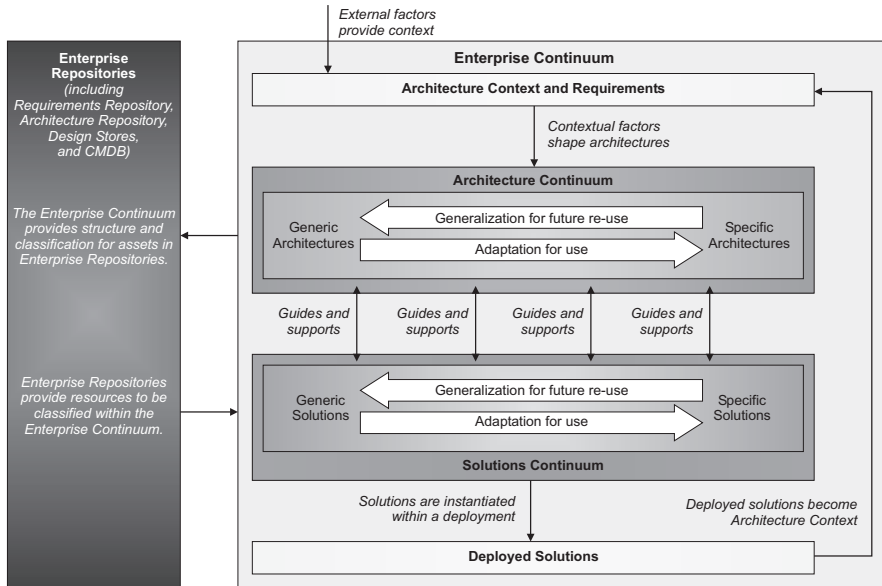 External factors
provide context
Enterprise
Repositories
(including
Requirements Repository,
Architecture Repository,
Design Stores,
and CMDB)
The Enterprise Continuum
provides structure and
classification for assets in
Enterprise Repositories.
Enterprise Repositories
provide resources to be
classified within the
Enterprise Continuum.
Enterprise Continuum
Architecture Context and Requirements
Contextual factors
shape architectures
Architecture Continuum
Generic
Architectures
Generalization for future re-use
Adaptation for use
Specific
Architectures
Guides and
supports
Guides and
supports
Guides and
supports
Guides and
supports
Generic
Solutions
Generalization for future re-use
Adaptation for use
Specific
Solutions
Solutions Continuum
Solutions are instantiated
within a deployment
Deployed solutions become
Architecture Context
Deployed Solutions